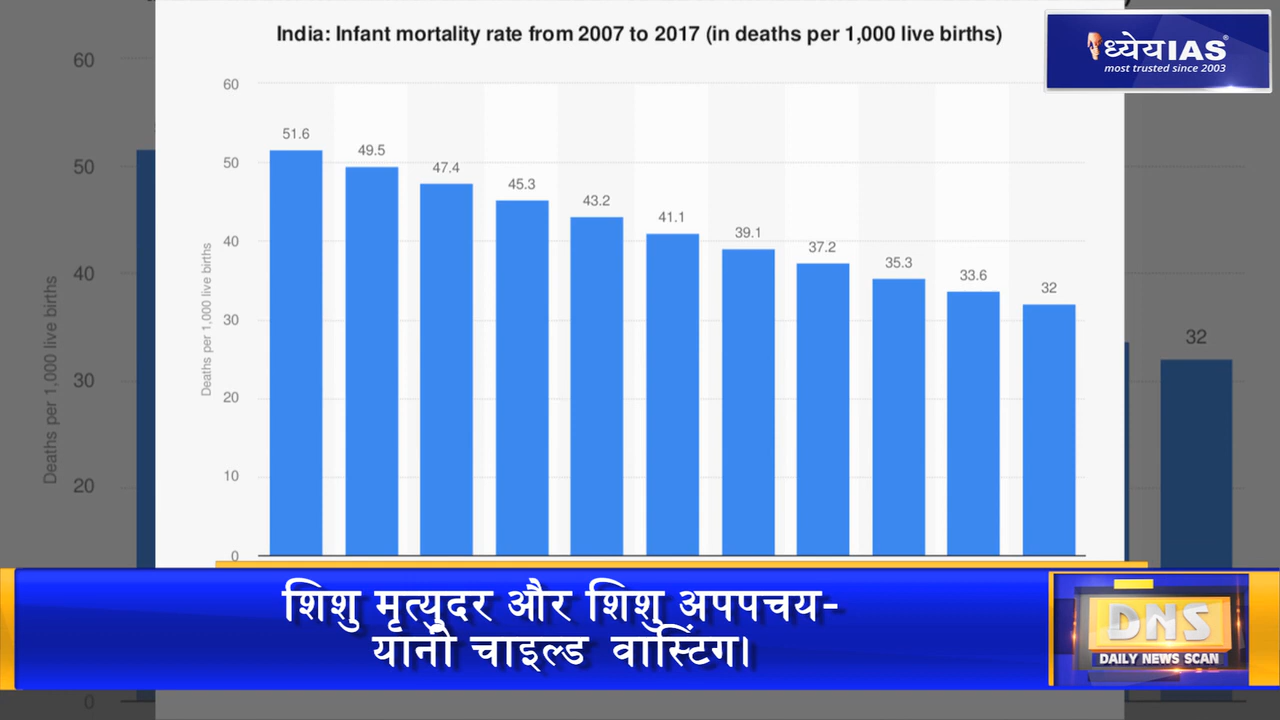 India: Infant mortality rate from 2007 to 2017 (in deaths per 1,000 live births)
ध्येयIAS®
most trusted since 2003
60
50
40
30
20
10
0
Deaths per 1,000 live births
51.6
49.5
47.4
45.3
43.2
41.1
39.1
37.2
35.3
33.6
32
60
50
40
30
20
0
Deaths per 1,000 live births
32
शिशु मृत्युदर और शिशु अपपचय-
यानी चाइल्ड वास्टिंग।
DNS
DAILY NEWS SCAN